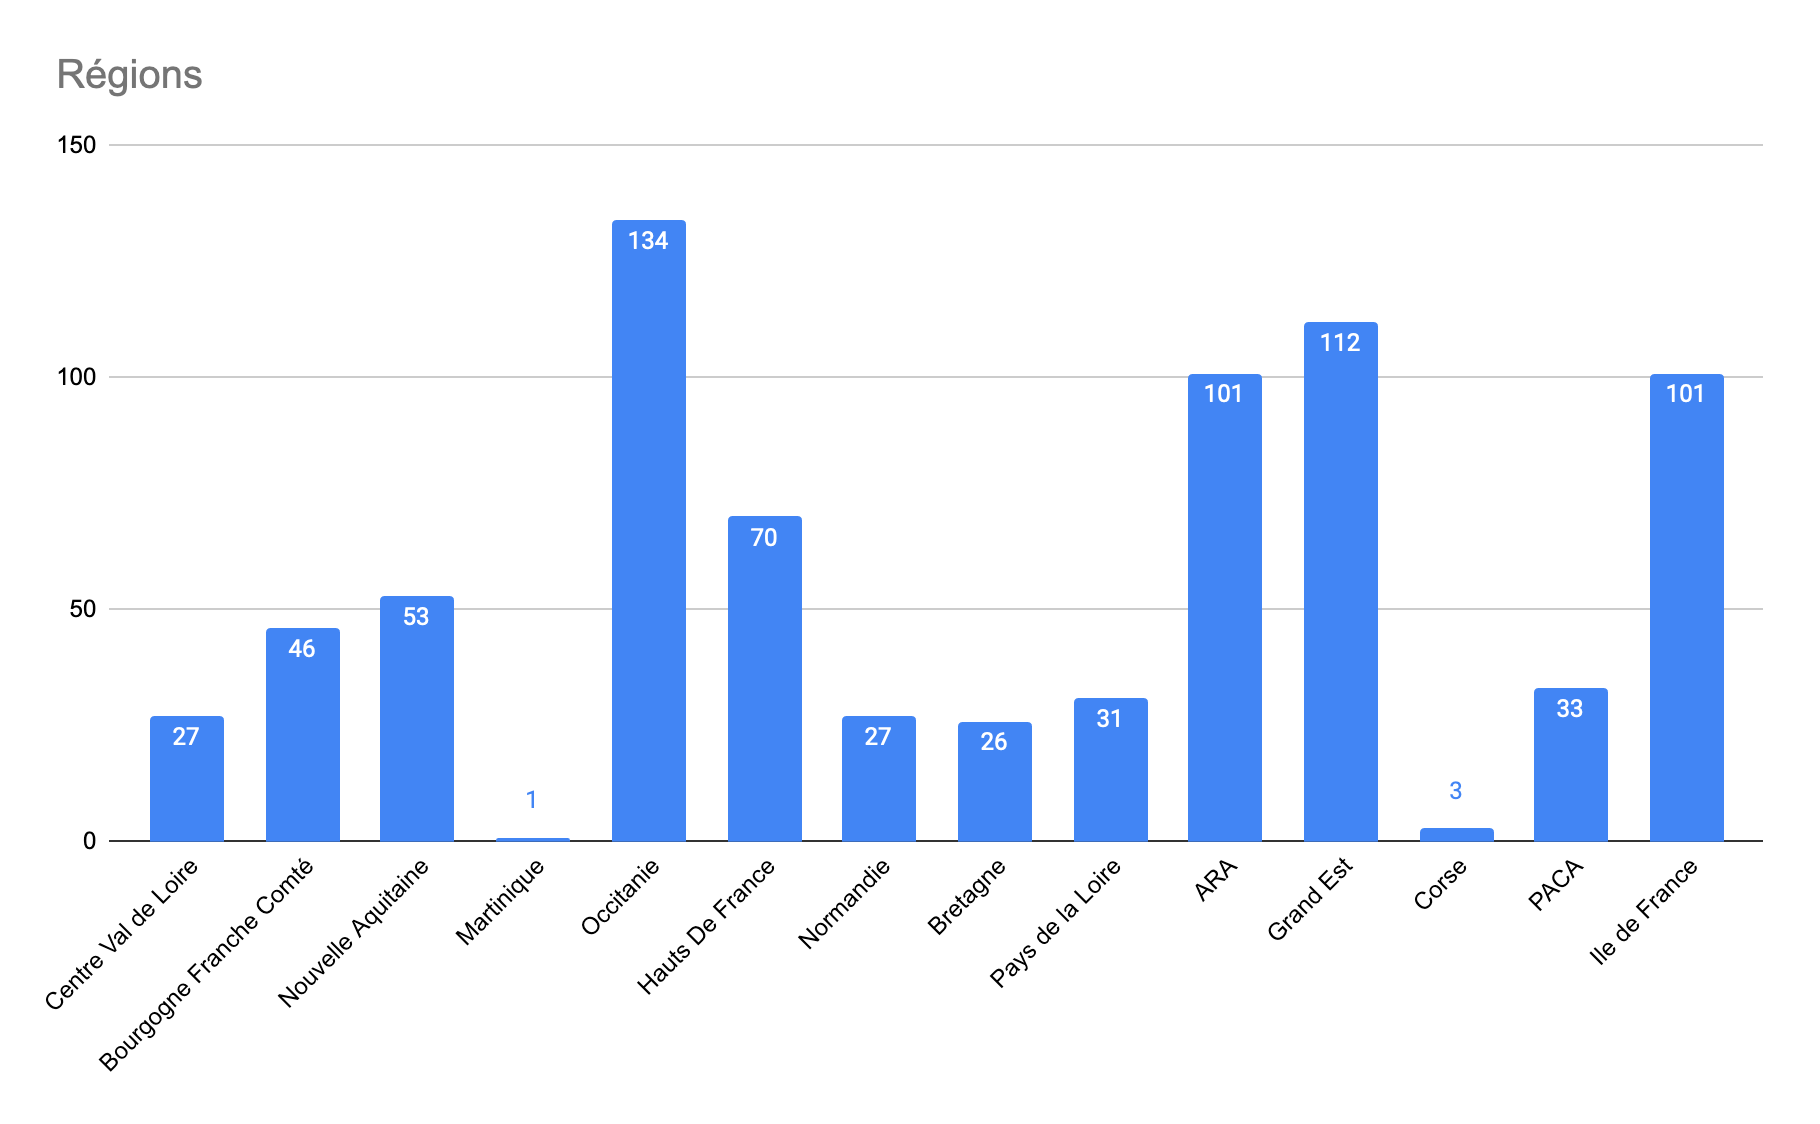 Régions
150
100
50
0
27
46
53
1
134
70
27
26
31
101
112
3
33
101
Centre Val de Loire
Bourgogne Franche Comté
Nouvelle Aquitaine
Martinique
Occitanie
Hauts De France
Normandie
Bretagne
Pays de la Loire
ARA
Grand Est
Corse
PACA
Ile de France